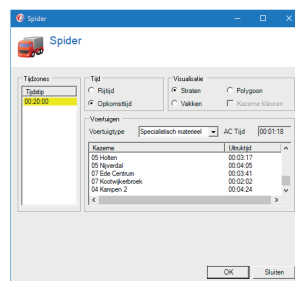 Spider
Spider
Tijdzones
Tijdstip
00:20:00
Tijd
Rijtijd
Opkomsttijd
Visualisatie
Straten
Polygoon
Vakken
Kazerne kleuren
Voertuigen
Voertuigtype Specialistisch materieel AC Tijd 00:01:18
Kazerne Uitruktijd
05 Holten 00:03:17
05 Nijverdal 00:04:05
07 Ede Centrum 00:03:41
07 Kootwijkerbroek 00:02:02
04 Kampen 2 00:04:24
OK Sluiten